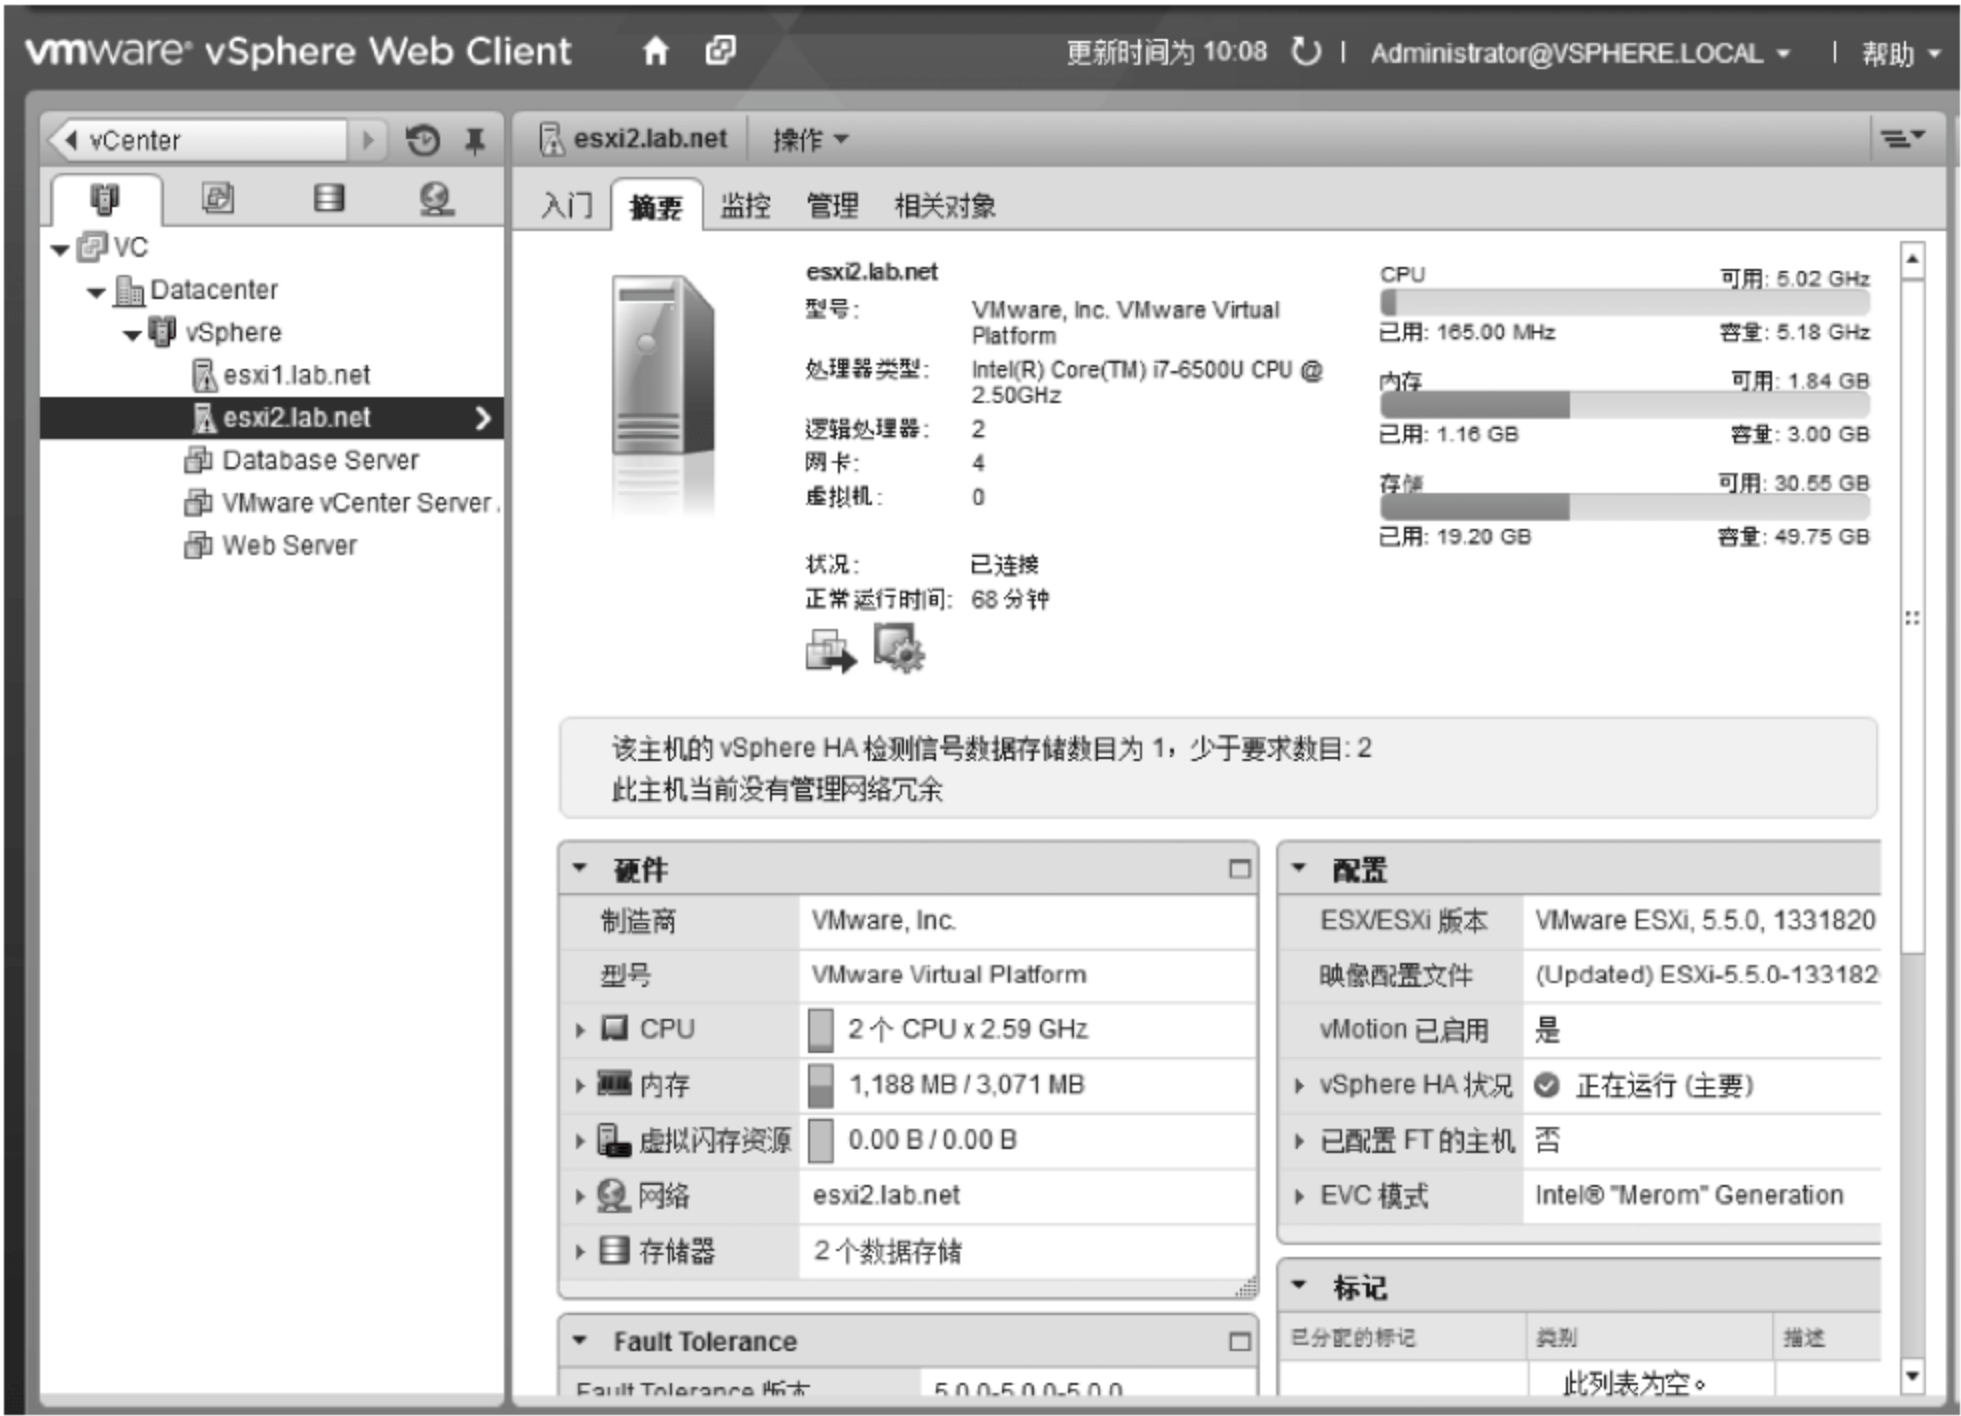 vmware® vSphere Web Client
更新时间为 10:08
Administrator@VSPHERE.LOCAL
帮助
vCenter
VC
Datacenter
vSphere
esxi1.lab.net
esxi2.lab.net
Database Server
VMware vCenter Server
Web Server
esxi2.lab.net
操作
入门
摘要
监控
管理
相关对象
esxi2.lab.net
型号:
VMware, Inc. VMware Virtual
Platform
处理器类型:
Intel(R) Core(TM) i7-6500U CPU @
2.50GHz
逻辑处理器:
2
网卡:
4
虚拟机:
0
状况:
已连接
正常运行时间:
68 分钟
CPU
可用: 5.02 GHz
已用: 165.00 MHz
容量: 5.18 GHz
内存
可用: 1.84 GB
已用: 1.16 GB
容量: 3.00 GB
存储
可用: 30.55 GB
已用: 19.20 GB
容量: 49.75 GB
该主机的 vSphere HA 检测信号数据存储数目为 1，少于要求数目: 2
此主机当前没有管理网络冗余
硬件
制造商
VMware, Inc.
型号
VMware Virtual Platform
CPU
2 个 CPU x 2.59 GHz
内存
1,188 MB / 3,071 MB
虚拟闪存资源
0.00 B / 0.00 B
网络
esxi2.lab.net
存储器
2 个数据存储
Fault Tolerance
Fault Tolerance 版本
5.0.0-5.0.0-5.0.0
配置
ESX/ESXi 版本
VMware ESXi, 5.5.0, 1331820
映像配置文件
(Updated) ESXi-5.5.0-133182
vMotion 已启用
是
vSphere HA 状况
正在运行 (主要)
已配置 FT 的主机
否
EVC 模式
Intel® "Merom" Generation
标记
已分配的标记
类别
描述
此列表为空。